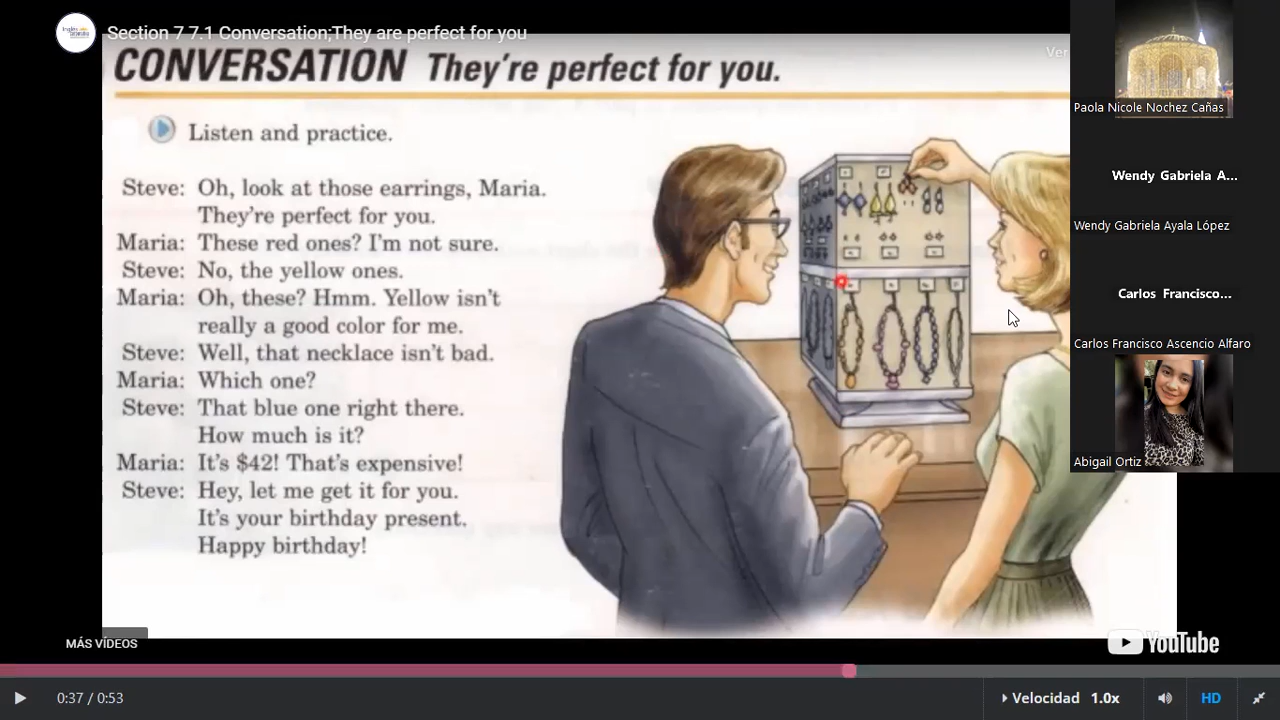 Section 7 7.1 Conversation;They are perfect for you
Ver
CONVERSATION They're perfect for you.
Listen and practice.
Steve: Oh, look at those earrings, Maria.
They're perfect for you.
Maria: These red ones? I'm not sure.
Steve: No, the yellow ones.
Maria: Oh, these? Hmm. Yellow isn't
really a good color for me.
Steve: Well, that necklace isn't bad.
Maria: Which one?
Steve: That blue one right there.
How much is it?
Maria: It's $42! That's expensive!
Steve: Hey, let me get it for you.
It's your birthday present.
Happy birthday!
Paola Nicole Nochez Cañas
Wendy Gabriela A...
Wendy Gabriela Ayala López
Carlos Francisco...
Carlos Francisco Ascencio Alfaro
Abigail Ortiz
MÁS VÍDEOS
YouTube
0:37 / 0:53
Velocidad 1.0x
HD